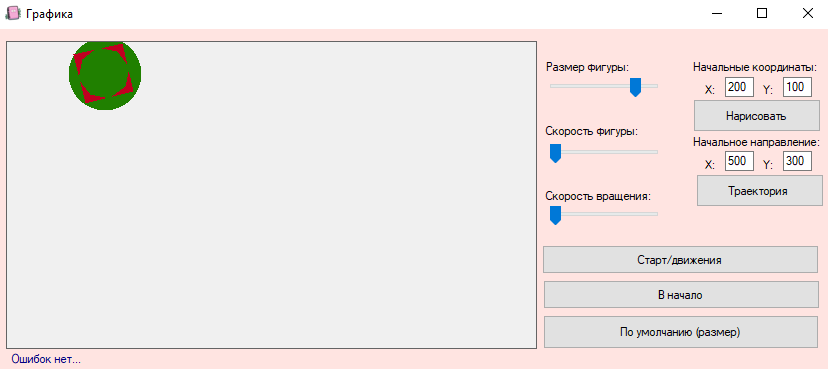 Графика
Размер фигуры:
Скорость фигуры:
Скорость вращения:
Начальные координаты:
X: 200 Y: 100
Нарисовать
Начальное направление:
X: 500 Y: 300
Траектория
Старт/движения
В начало
По умолчанию (размер)
Ошибок нет...